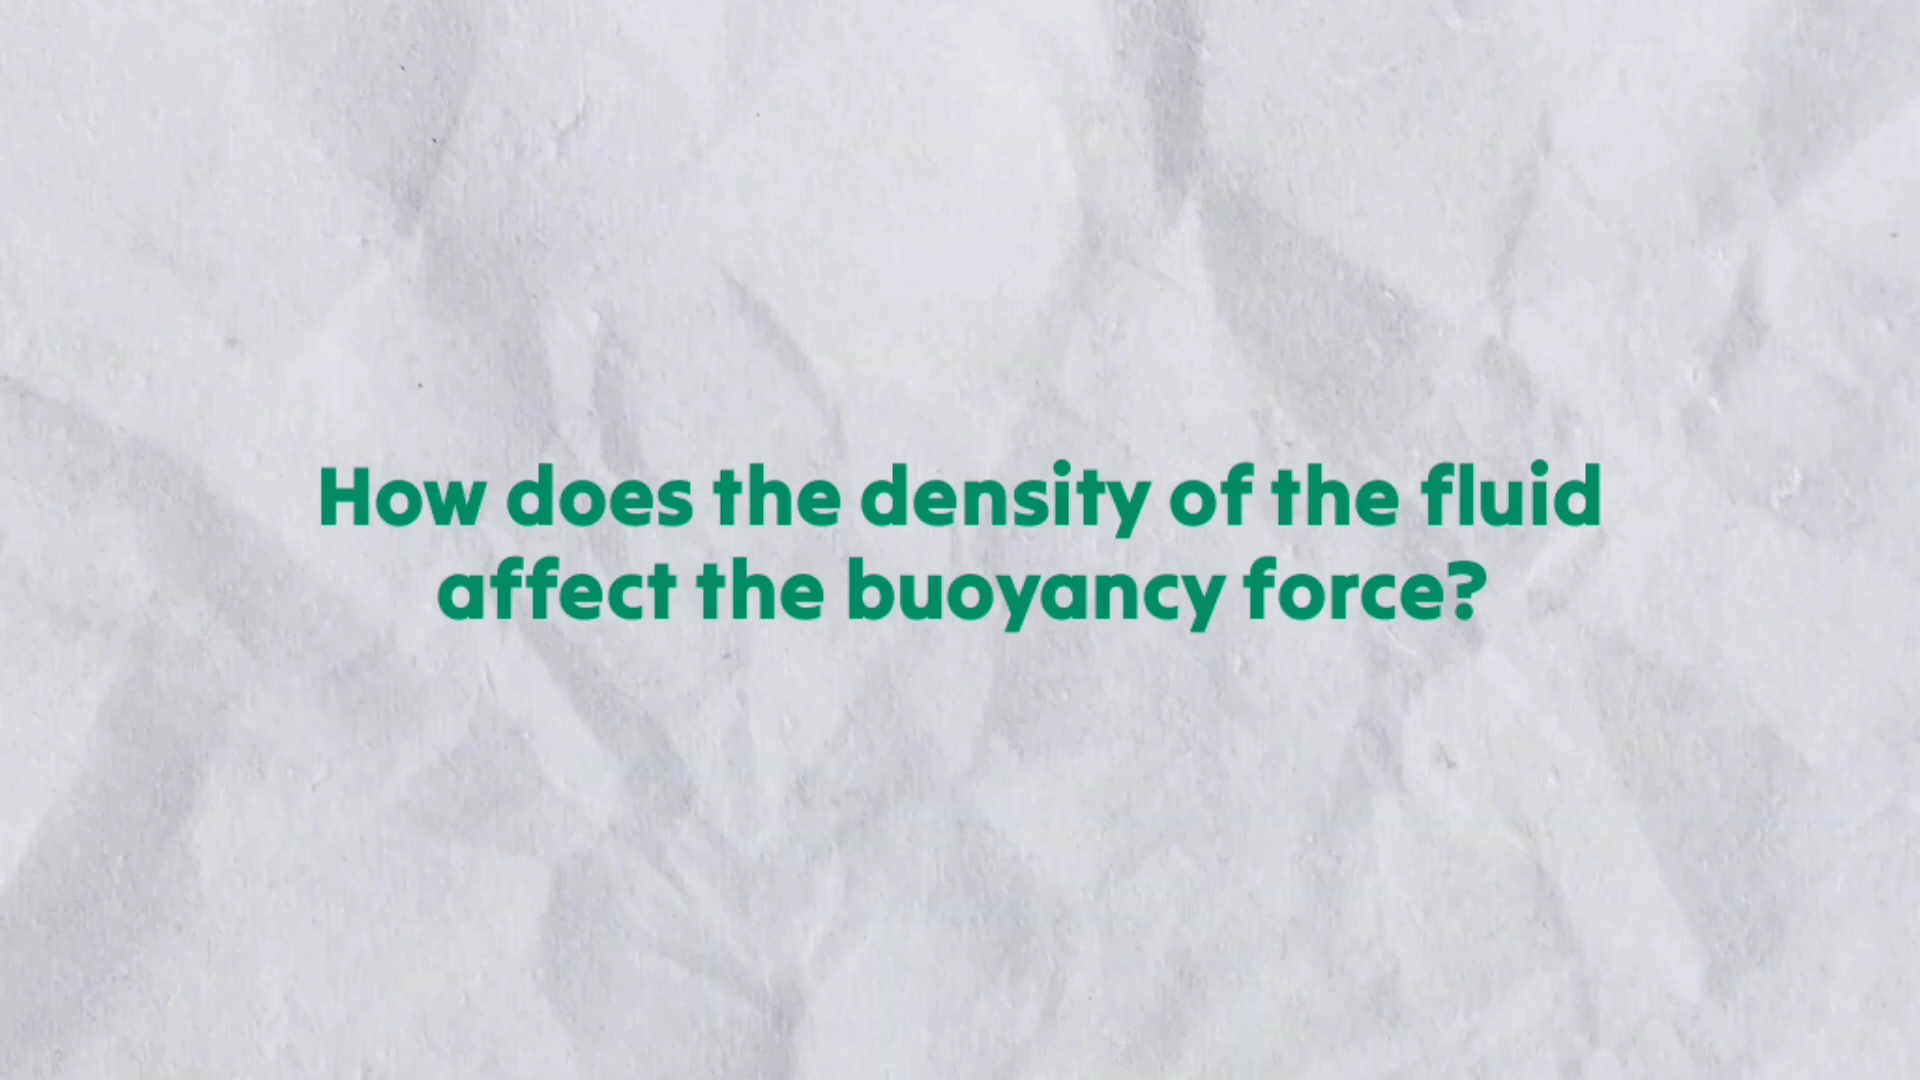 How does the density of the fluid
affect the buoyancy force?